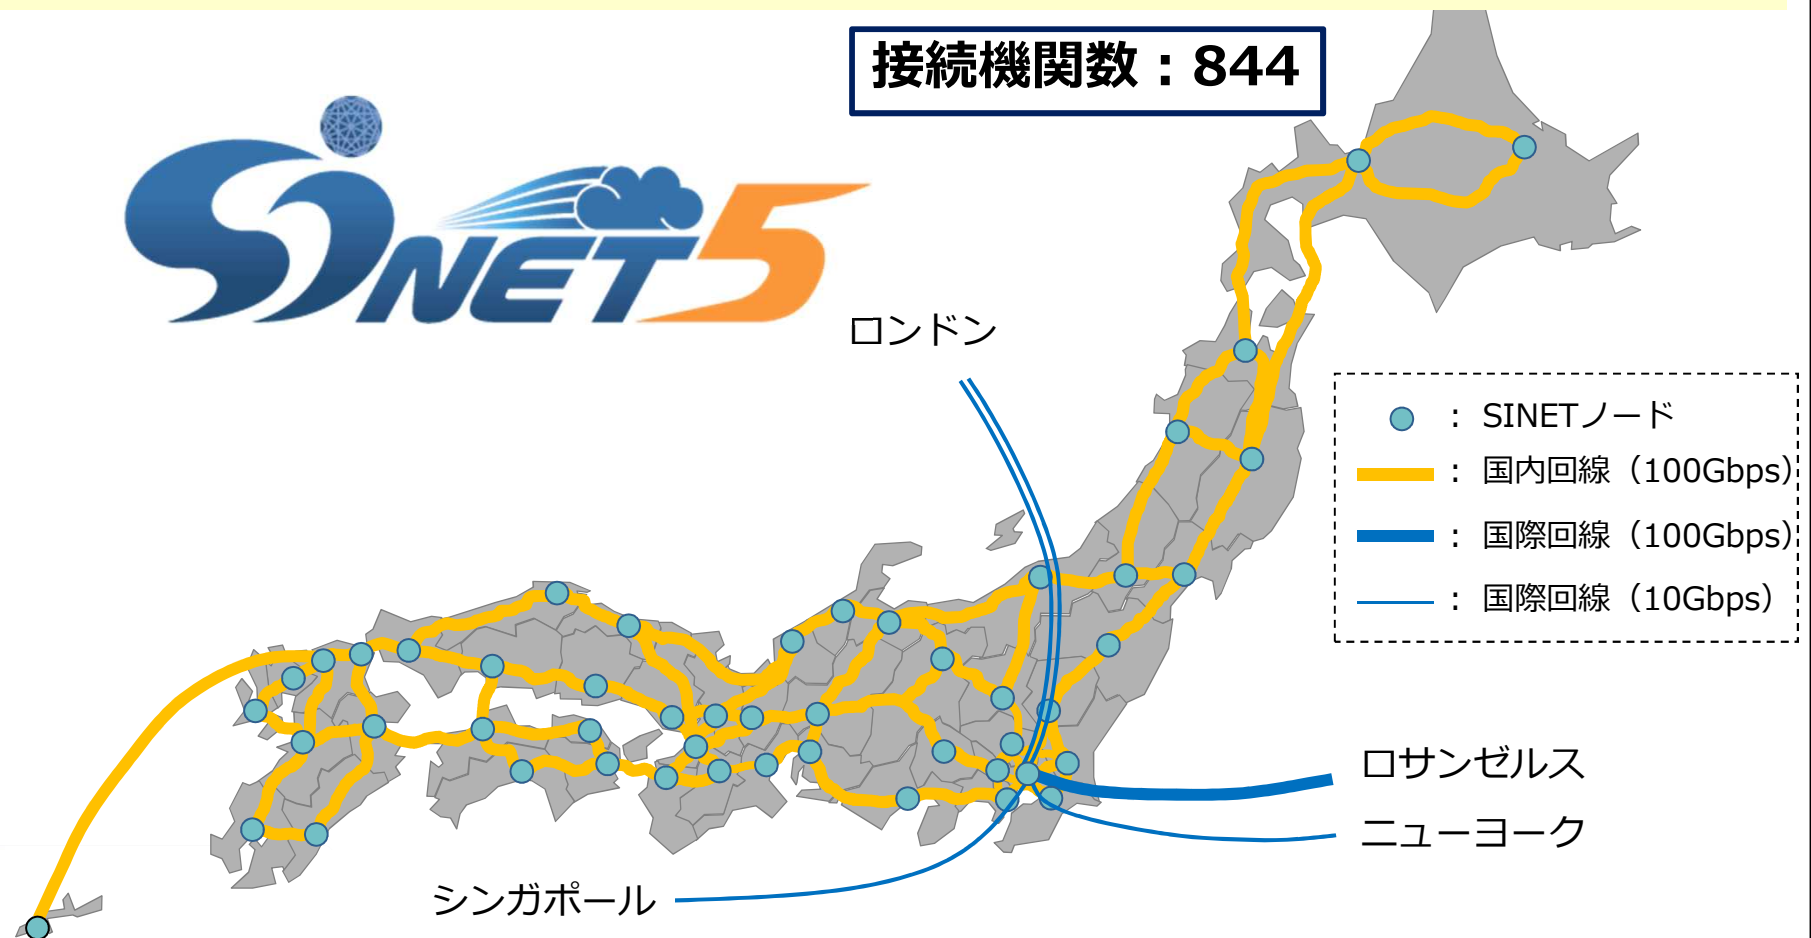 接続機関数：844
SINET5
ロンドン
： SINETノード
： 国内回線（100Gbps）
： 国際回線（100Gbps）
： 国際回線（10Gbps）
ロサンゼルス
ニューヨーク
シンガポール